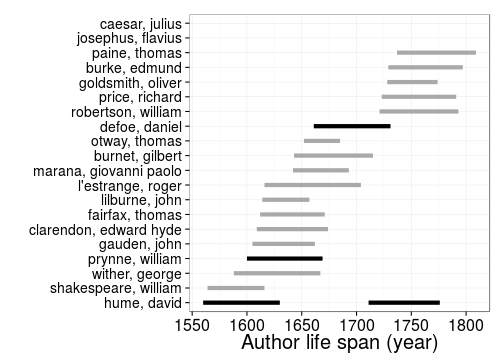 caesar, julius
josephus, flavius
paine, thomas
burke, edmund
goldsmith, oliver
price, richard
robertson, william
defoe, daniel
otway, thomas
burnet, gilbert
marana, giovanni paolo
l'estrange, roger
lilburne, john
fairfax, thomas
clarendon, edward hyde
gauden, john
prynne, william
wither, george
shakespeare, william
hume, david
1550 1600 1650 1700 1750 1800
Author life span (year)